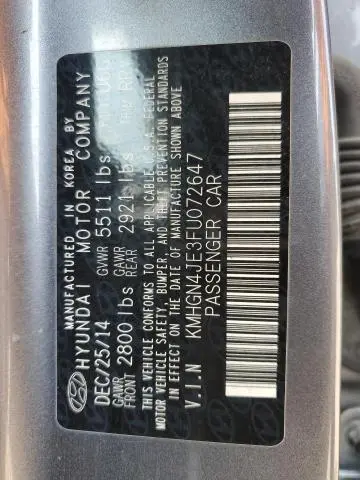 MANUFACTURED IN KOREA BY
HYUNDAI MOTOR COMPANY
DEC/25/14 GVWR 5511 lbs
GAWR FRONT 2800 lbs GAWR REAR 2921 lbs
THIS VEHICLE CONFORMS TO ALL APPLICABLE U.S.A. FEDERAL
MOTOR VEHICLE SAFETY, BUMPER, AND THEFT PREVENTION STANDARDS
IN EFFECT ON THE DATE OF MANUFACTURE SHOWN ABOVE
V.I.N KMHGN4JE3FU072647
PASSENGER CAR